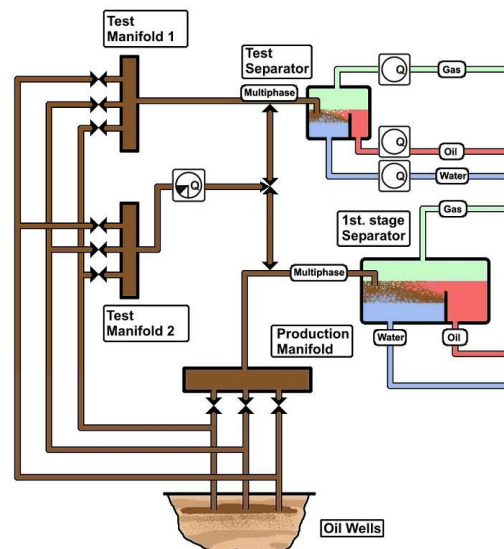 Test
Manifold 1
Test
Separator
Multiphase
Q
Gas
Q
Oil
Q
Water
Q
1st. stage
Separator
Gas
Multiphase
Test
Manifold 2
Production
Manifold
Water
Oil
Oil Wells